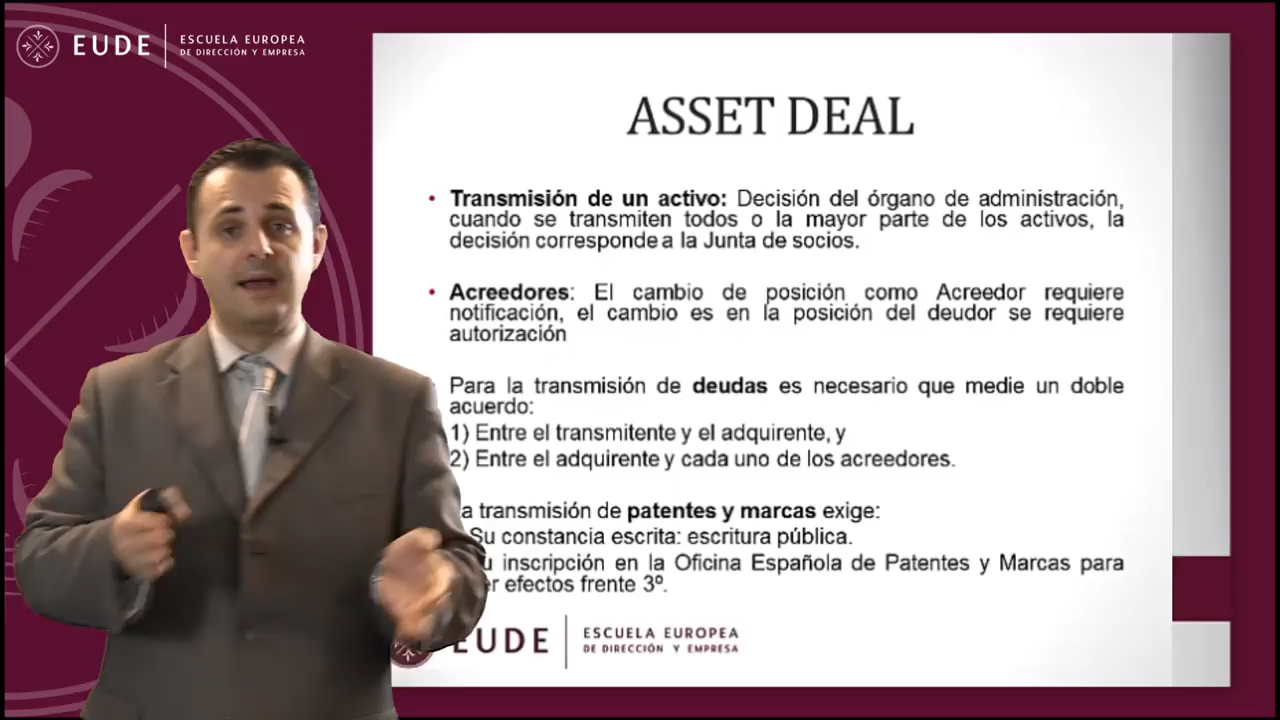 EUDE
ESCUELA EUROPEA
DE DIRECCIÓN Y EMPRESA
ASSET DEAL
• Transmisión de un activo: Decisión del órgano de administración,
cuando se transmiten todos o la mayor parte de los activos, la
decisión corresponde a la Junta de socios.
• Acreedores: El cambio de posición como Acreedor requiere
notificación, el cambio es en la posición del deudor se requiere
autorización
Para la transmisión de deudas es necesario que medie un doble
acuerdo:
1) Entre el transmitente y el adquirente, y
2) Entre el adquirente y cada uno de los acreedores.
transmisión de patentes y marcas exige:
Su constancia escrita: escritura pública.
inscripción en la Oficina Española de Patentes y Marcas para
efectos frente 3º.
EUDE
ESCUELA EUROPEA
DE DIRECCIÓN Y EMPRESA